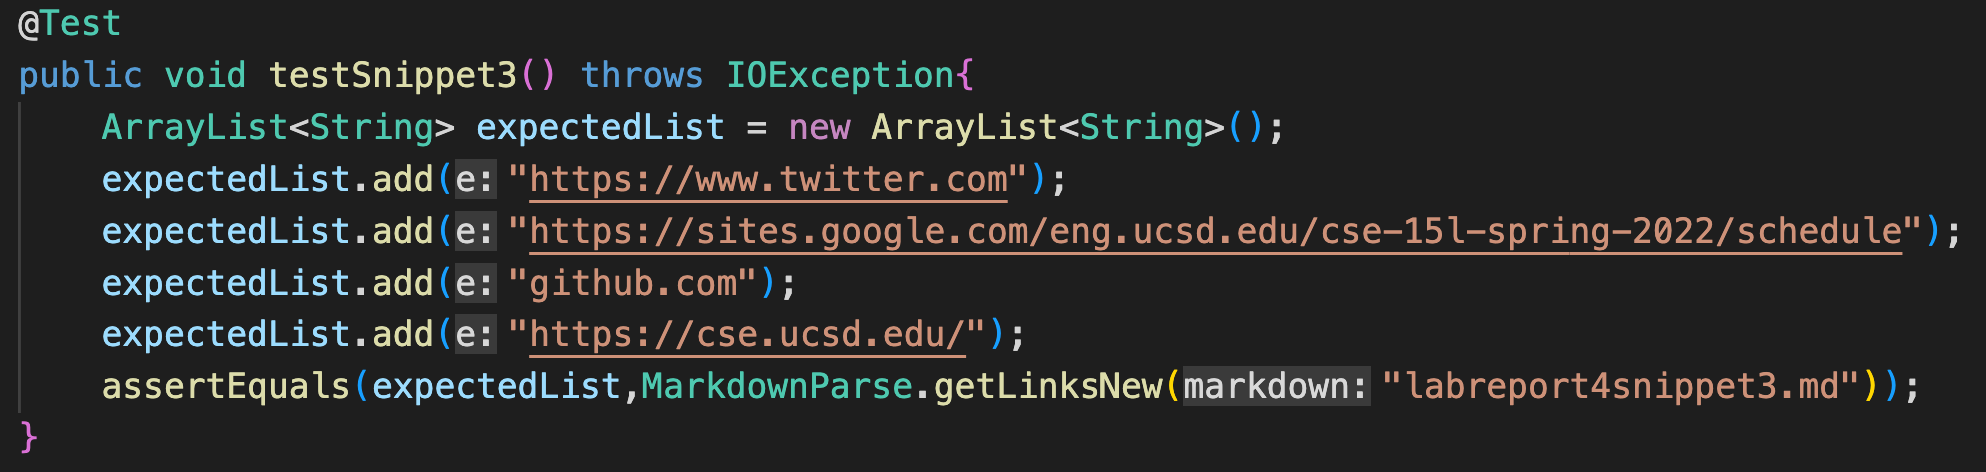 @Test
public void testSnippet3() throws IOException{
ArrayList<String> expectedList = new ArrayList<String>();
expectedList.add(e: "https://www.twitter.com");
expectedList.add(e: "https://sites.google.com/eng.ucsd.edu/cse-15l-spring-2022/schedule");
expectedList.add(e: "github.com");
expectedList.add(e: "https://cse.ucsd.edu/");
assertEquals(expectedList,MarkdownParse.getLinksNew(markdown: "labreport4snippet3.md"));
}